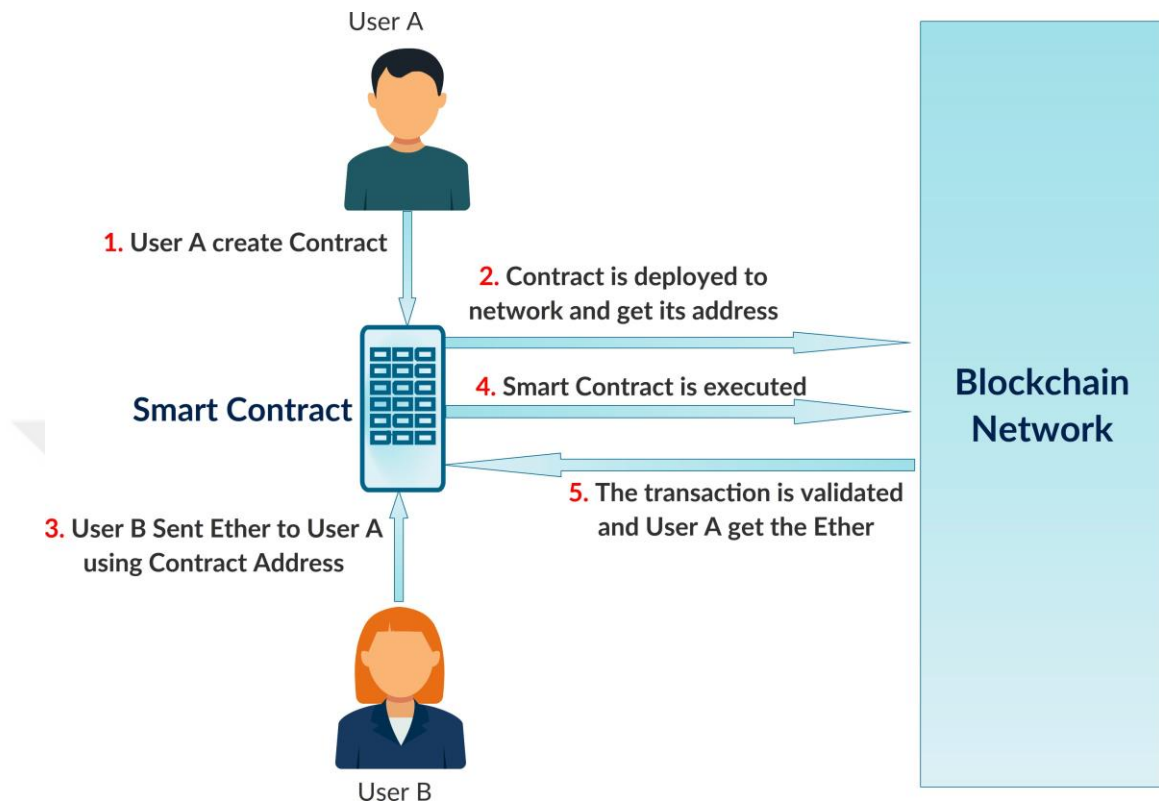 User A
1. User A create Contract
2. Contract is deployed to
network and get its address
Smart Contract
4. Smart Contract is executed
Blockchain
Network
5. The transaction is validated
and User A get the Ether
3. User B Sent Ether to User A
using Contract Address
User B